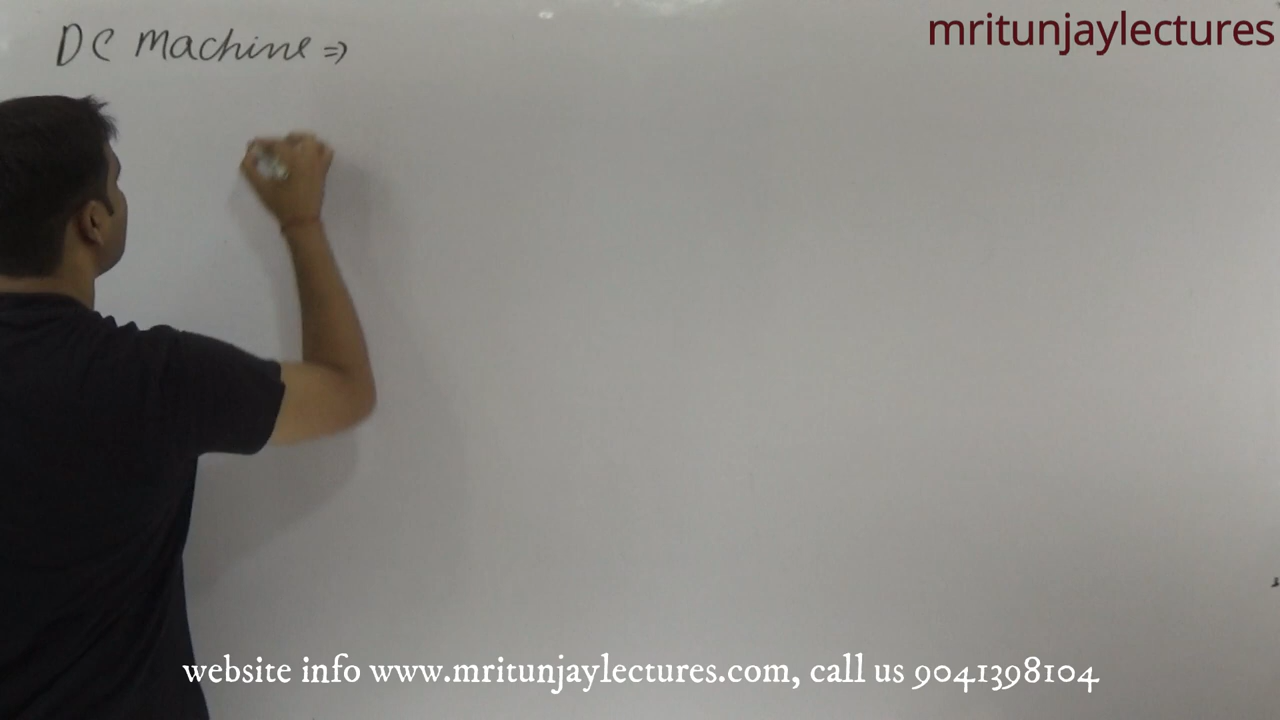 DC Machine ⇒
mritunjaylectures
website info www.mritunjaylectures.com, call us 9041398104